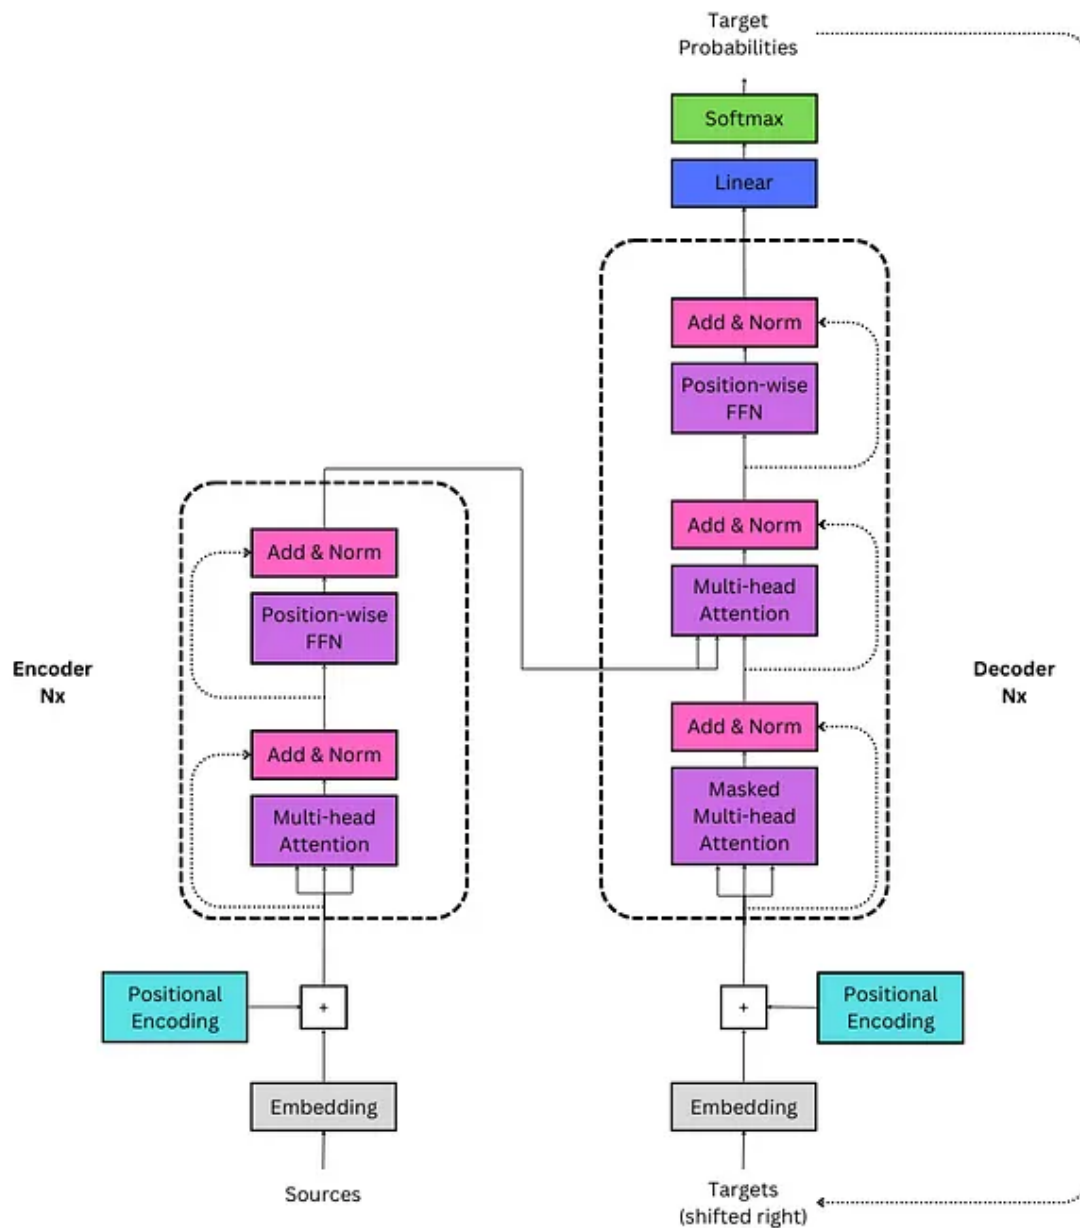 Target
Probabilities
Softmax
Linear
Add & Norm
Position-wise
FFN
Add & Norm
Multi-head
Attention
Add & Norm
Masked
Multi-head
Attention
Decoder
Nx
Add & Norm
Position-wise
FFN
Encoder
Nx
Add & Norm
Multi-head
Attention
Positional
Encoding
+
+
Positional
Encoding
Embedding
Embedding
Sources
Targets
(shifted right)